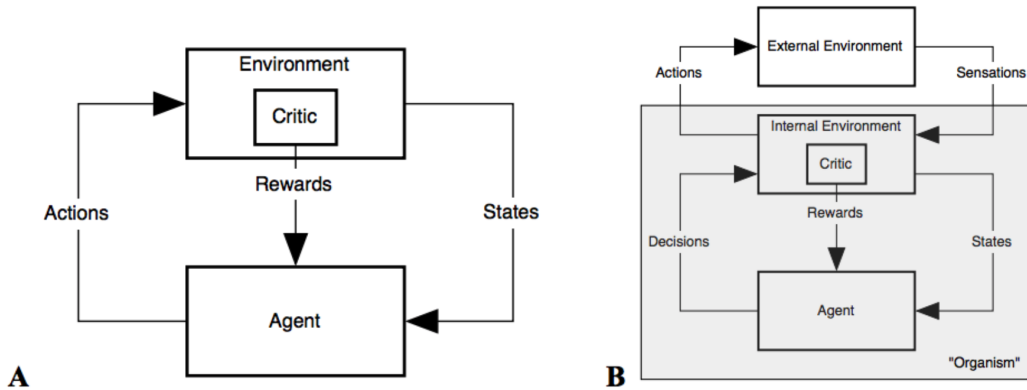 Environment
Critic
Rewards
Actions
States
Agent
A
External Environment
Actions
Sensations
Internal Environment
Critic
Rewards
Decisions
States
Agent
"Organism"
B